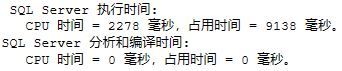 SQL Server 执行时间:
CPU 时间 = 2278 毫秒，占用时间 = 9138 毫秒。
SQL Server 分析和编译时间:
CPU 时间 = 0 毫秒，占用时间 = 0 毫秒。